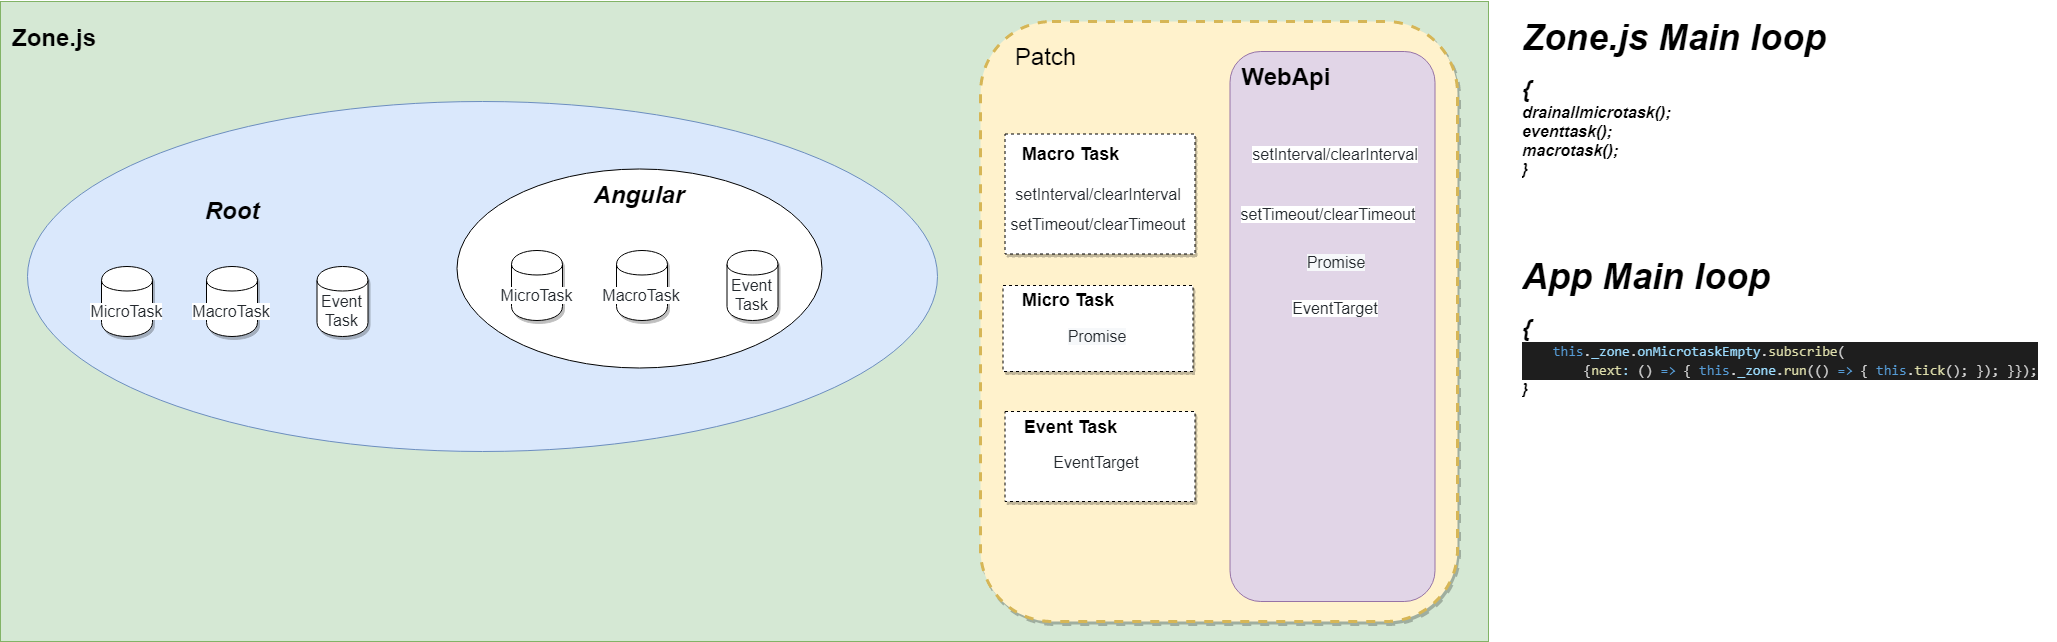 Zone.js
Root
MicroTask
MacroTask
Event
Task
Angular
MicroTask
MacroTask
Event
Task
Patch
Macro Task
setInterval/clearInterval
setTimeout/clearTimeout
Micro Task
Promise
Event Task
EventTarget
WebApi
setInterval/clearInterval
setTimeout/clearTimeout
Promise
EventTarget
Zone.js Main loop
{
drainallmicrotask();
eventtask();
macrotask();
}
App Main loop
{
this._zone.onMicrotaskEmpty.subscribe(
{next: () => { this._zone.run(() => { this.tick(); }); }});
}